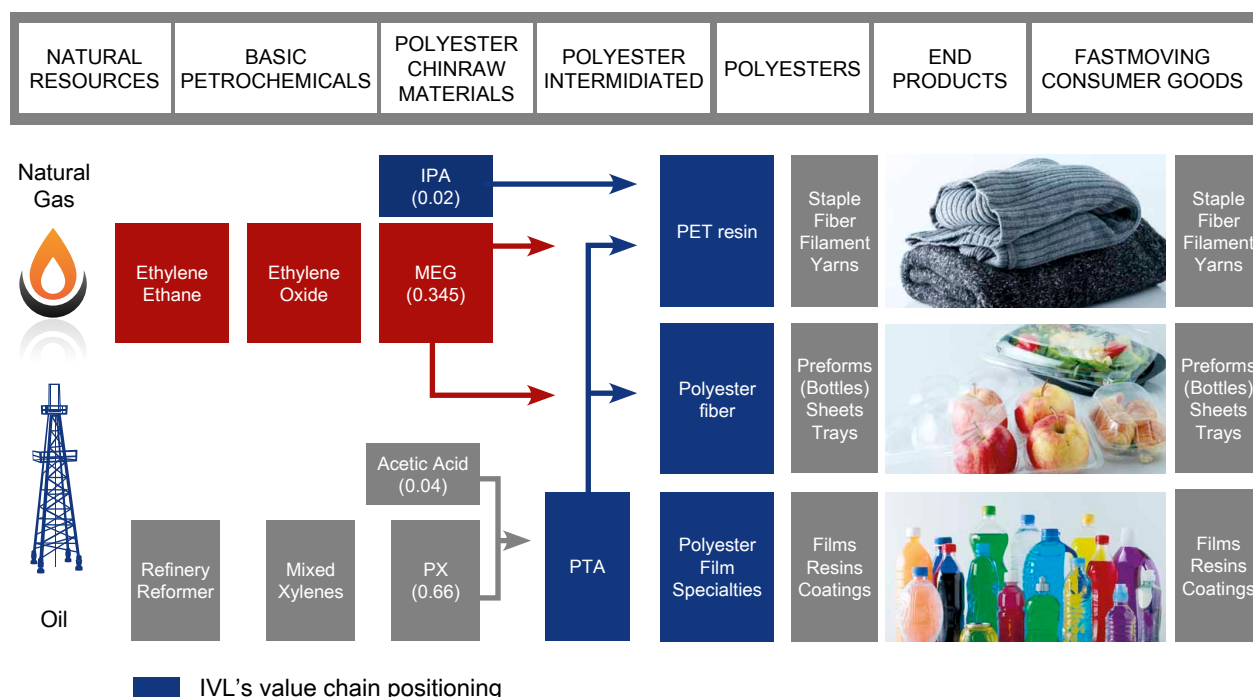 NATURAL
RESOURCES
BASIC
PETROCHEMICALS
POLYESTER
CHINRAW
MATERIALS
POLYESTER
INTERMIDIATED
POLYESTERS
END
PRODUCTS
FASTMOVING
CONSUMER GOODS
Natural
Gas
IPA
(0.02)
PET resin
Staple
Fiber
Filament
Yarns
Staple
Fiber
Filament
Yarns
Ethylene
Ethane
Ethylene
Oxide
MEG
(0.345)
Polyester
fiber
Preforms
(Bottles)
Sheets
Trays
Preforms
(Bottles)
Sheets
Trays
Acetic Acid
(0.04)
Refinery
Reformer
Mixed
Xylenes
PX
(0.66)
PTA
Polyester
Film
Specialties
Films
Resins
Coatings
Films
Resins
Coatings
Oil
IVL's value chain positioning